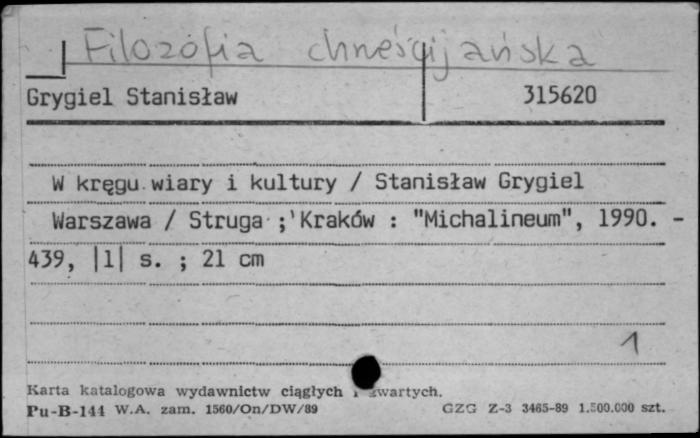 Filozofia chrześcijańska
Grygiel Stanisław 315620
W kręgu wiary i kultury / Stanisław Grygiel
Warszawa / Struga ; Kraków : "Michalineum", 1990. -
439, |1| s. ; 21 cm
1
Karta katalogowa wydawnictw ciągłych i zwartych.
Pu-B-144 W.A. zam. 1560/On/DW/89 GZG Z-3 3465-89 1.500.000 szt.